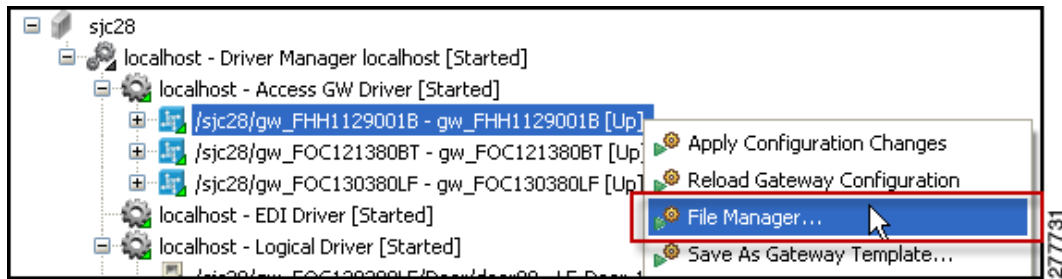 sjc28
localhost - Driver Manager localhost [Started]
localhost - Access GW Driver [Started]
/sjc28/gw_FHH1129001B - gw_FHH1129001B [Up]
/sjc28/gw_FOC121380BT - gw_FOC121380BT [Up]
/sjc28/gw_FOC130380LF - gw_FOC130380LF [Up]
localhost - EDI Driver [Started]
localhost - Logical Driver [Started]
Apply Configuration Changes
Reload Gateway Configuration
File Manager...
Save As Gateway Template...
277731